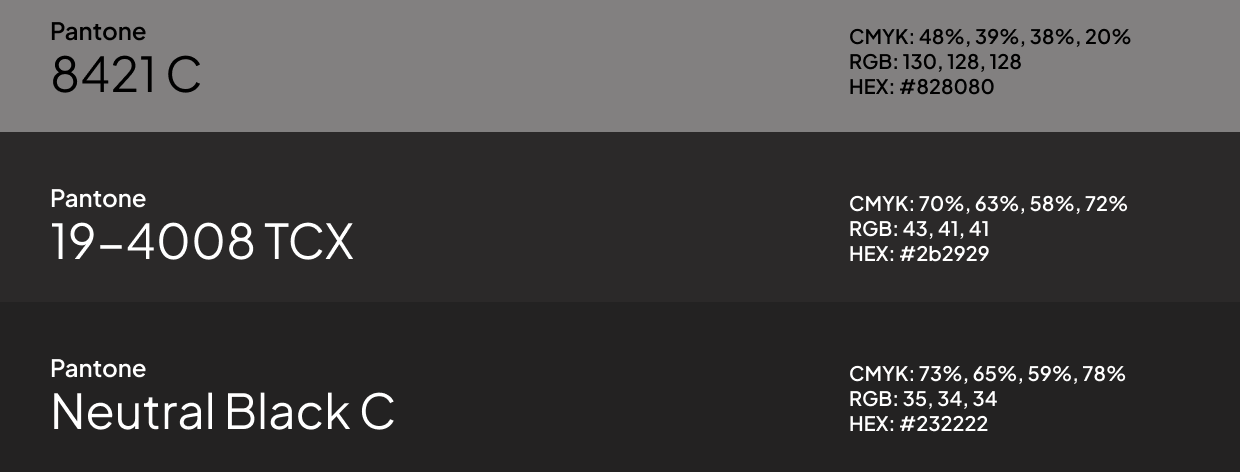 Pantone
8421 C
CMYK: 48%, 39%, 38%, 20%
RGB: 130, 128, 128
HEX: #828080
Pantone
19–4008 TCX
CMYK: 70%, 63%, 58%, 72%
RGB: 43, 41, 41
HEX: #2b2929
Pantone
Neutral Black C
CMYK: 73%, 65%, 59%, 78%
RGB: 35, 34, 34
HEX: #232222